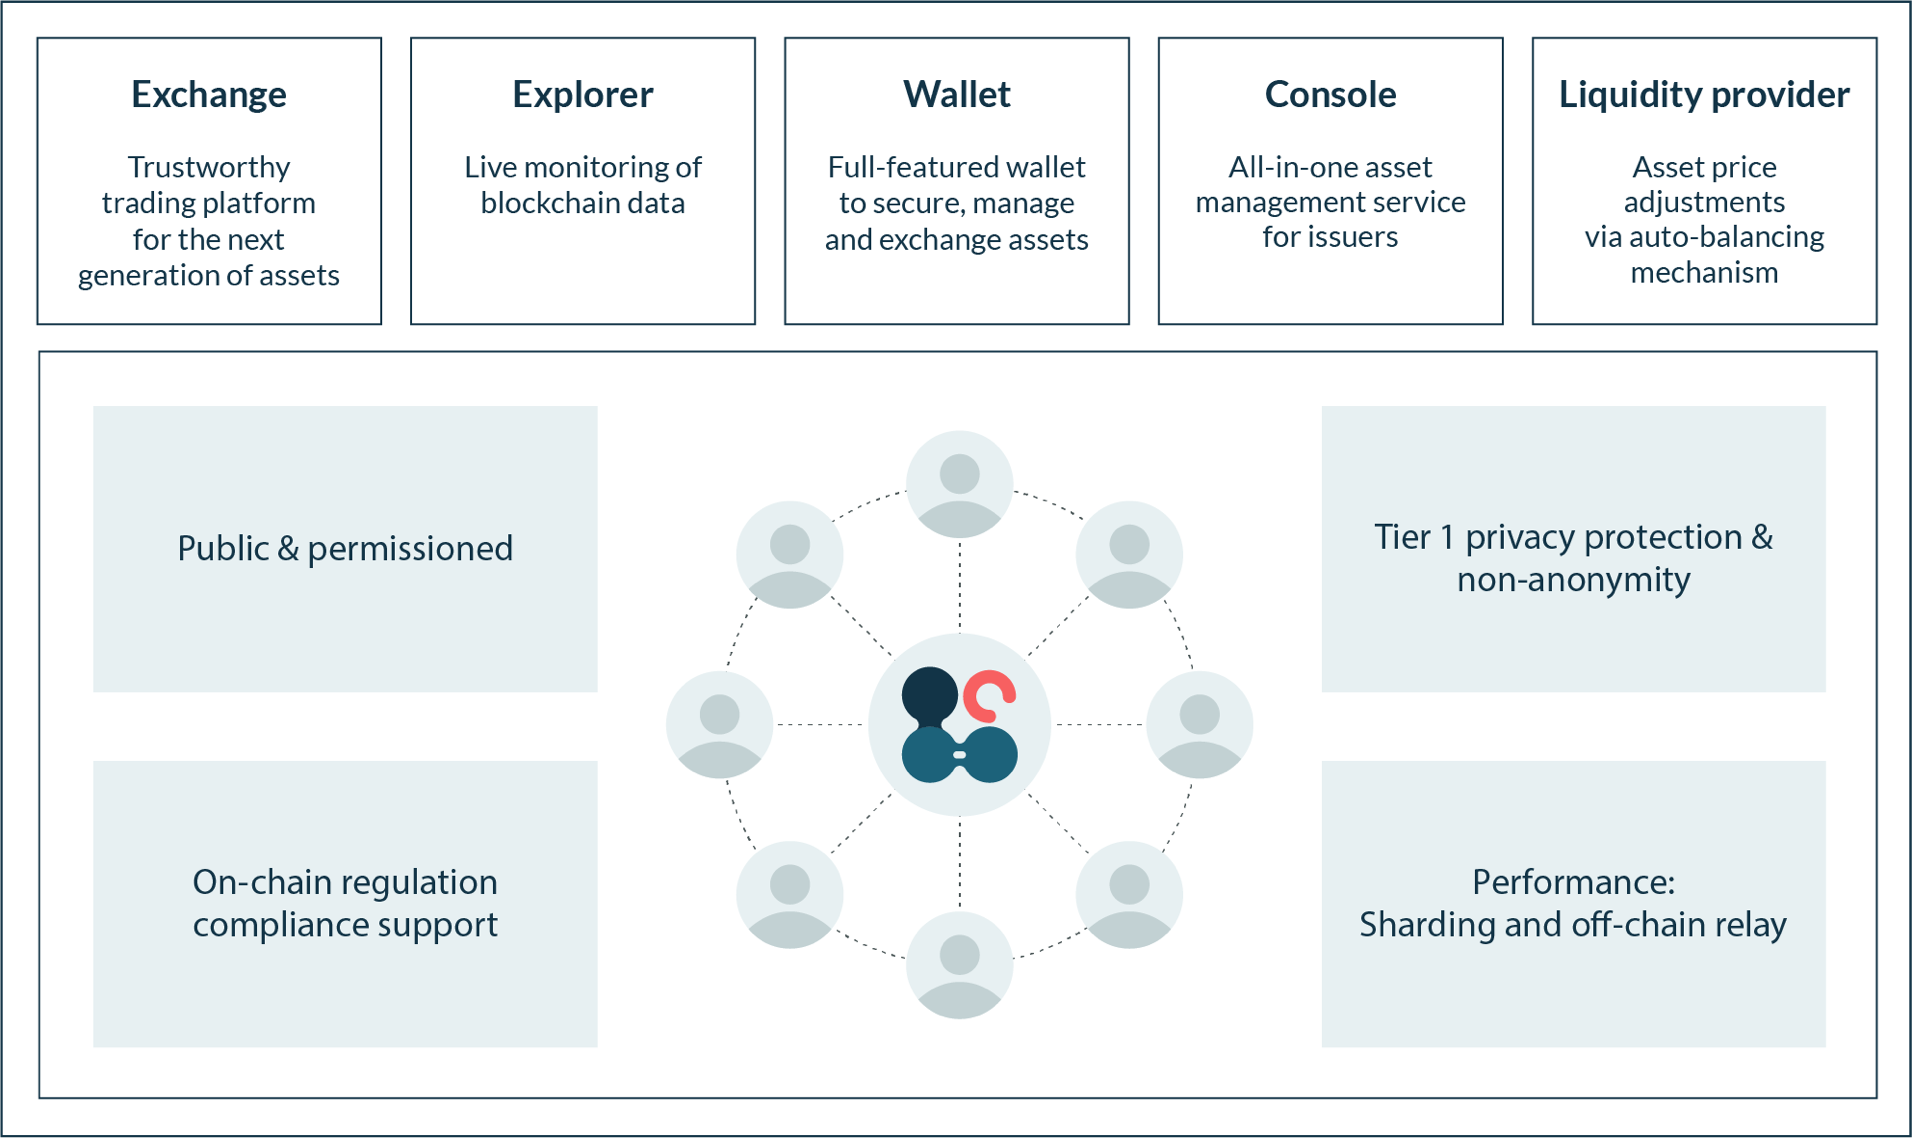 Exchange
Trustworthy
trading platform
for the next
generation of assets
Explorer
Live monitoring of
blockchain data
Wallet
Full-featured wallet
to secure, manage
and exchange assets
Console
All-in-one asset
management service
for issuers
Liquidity provider
Asset price
adjustments
via auto-balancing
mechanism
Public & permissioned
Tier 1 privacy protection &
non-anonymity
On-chain regulation
compliance support
Performance:
Sharding and off-chain relay